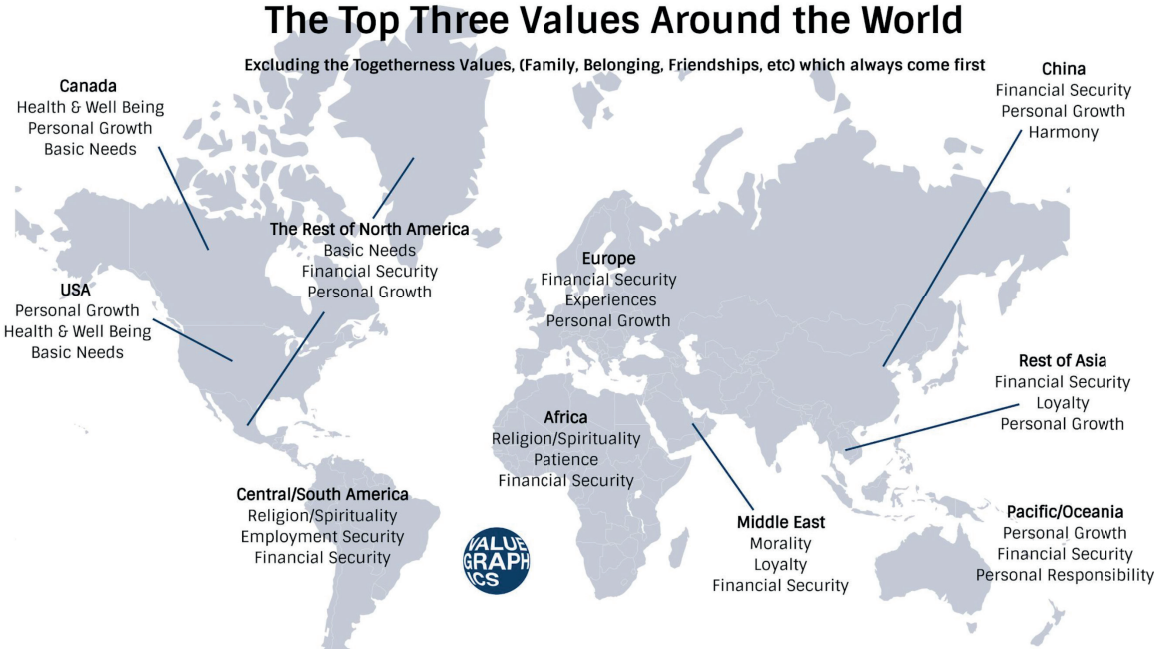 The Top Three Values Around the World
Excluding the Togetherness Values, (Family, Belonging, Friendships, etc) which always come first
Canada
Health & Well Being
Personal Growth
Basic Needs
China
Financial Security
Personal Growth
Harmony
The Rest of North America
Basic Needs
Financial Security
Personal Growth
USA
Personal Growth
Health & Well Being
Basic Needs
Europe
Financial Security
Experiences
Personal Growth
Rest of Asia
Financial Security
Loyalty
Personal Growth
Africa
Religion/Spirituality
Patience
Financial Security
Central/South America
Religion/Spirituality
Employment Security
Financial Security
Middle East
Morality
Loyalty
Financial Security
Pacific/Oceania
Personal Growth
Financial Security
Personal Responsibility
VALUE
GRAPH
ICS